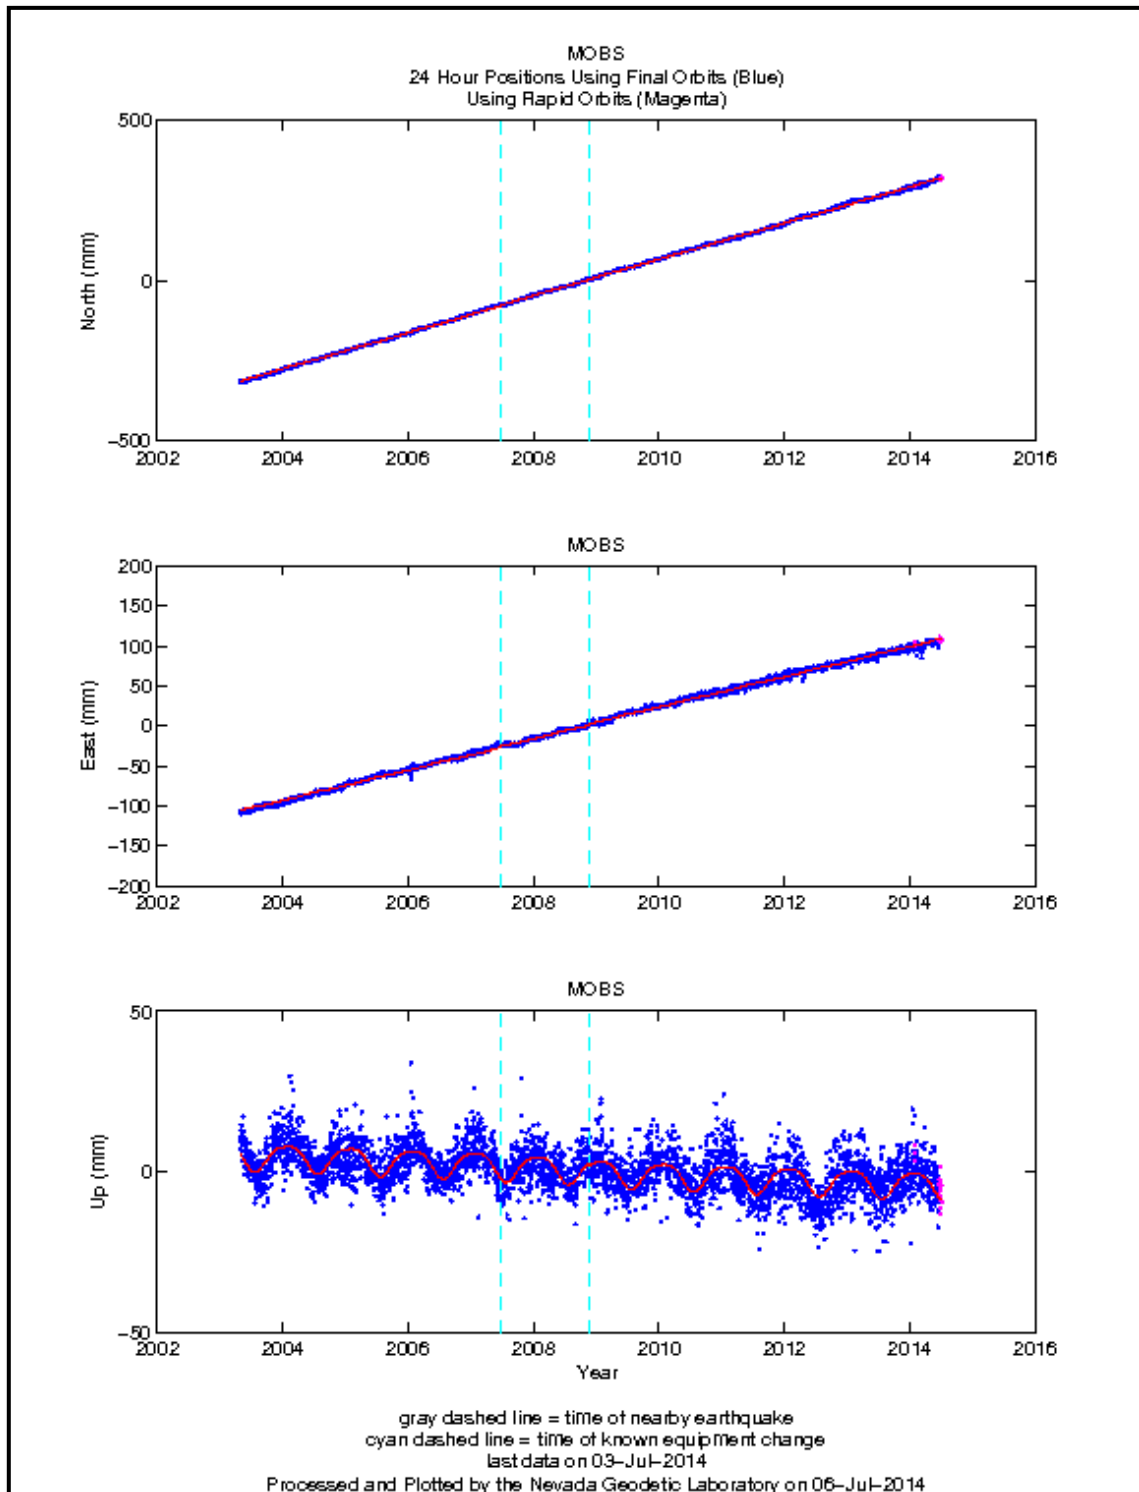 MOBS
24 Hour Positions Using Final Orbits (Blue)
Using Rapid Orbits (Magenta)
500
0
−500
North (mm)
2002 2004 2006 2008 2010 2012 2014 2016
MOBS
200
150
100
50
0
−50
−100
−150
−200
East (mm)
2002 2004 2006 2008 2010 2012 2014 2016
MOBS
50
0
−50
Up (mm)
2002 2004 2006 2008 2010 2012 2014 2016
Year
gray dashed line = time of nearby earthquake
cyan dashed line = time of known equipment change
last data on 03−Jul−2014
Processed and Plotted by the Nevada Geodetic Laboratory on 06−Jul−2014